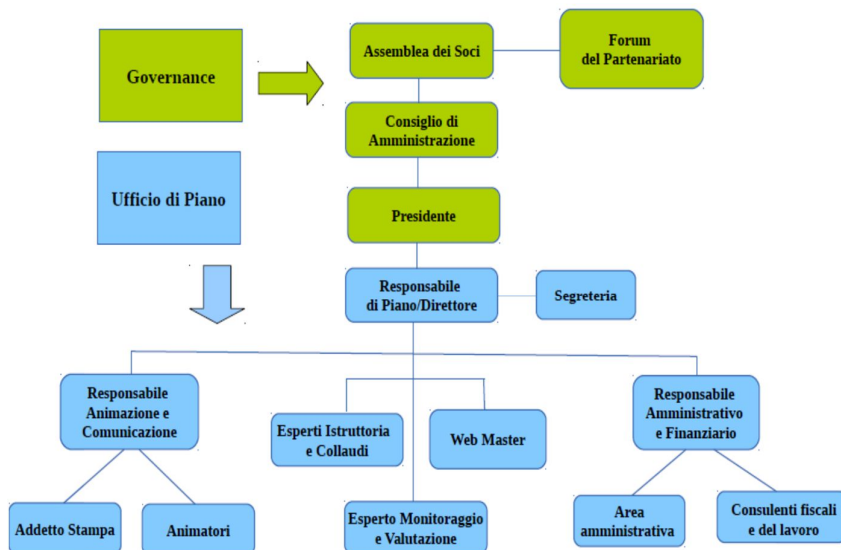 Governance
Assemblea dei Soci
Forum
del Partenariato
Consiglio di
Amministrazione
Ufficio di Piano
Presidente
Responsabile
di Piano/Direttore
Segreteria
Responsabile
Animazione e
Comunicazione
Esperti Istruttoria
e Collaudi
Web Master
Responsabile
Amministrativo
e Finanziario
Addetto Stampa
Animatori
Esperto Monitoraggio
e Valutazione
Area
amministrativa
Consulenti fiscali
e del lavoro